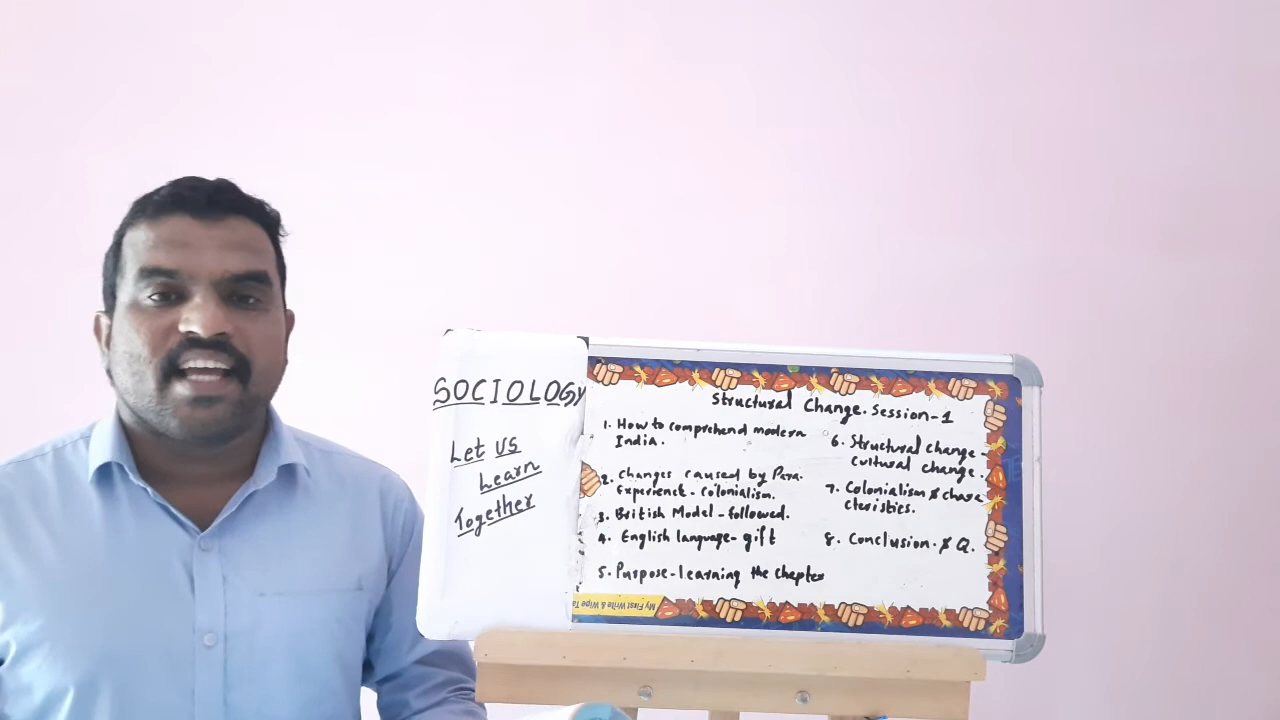 SOCIOLOGY
Let us
Learn
Together
Structural Change. Session-1
1. How to comprehend modern
India.
2. Changes caused by Para.
Experience - colonialism.
3. British Model - followed.
4. English language - gift
5. Purpose - learning the chapter
6. Structural change -
cultural change.
7. Colonialism & chara
cteristics.
8. Conclusion. & Q.
My First Write & Wipe Ta